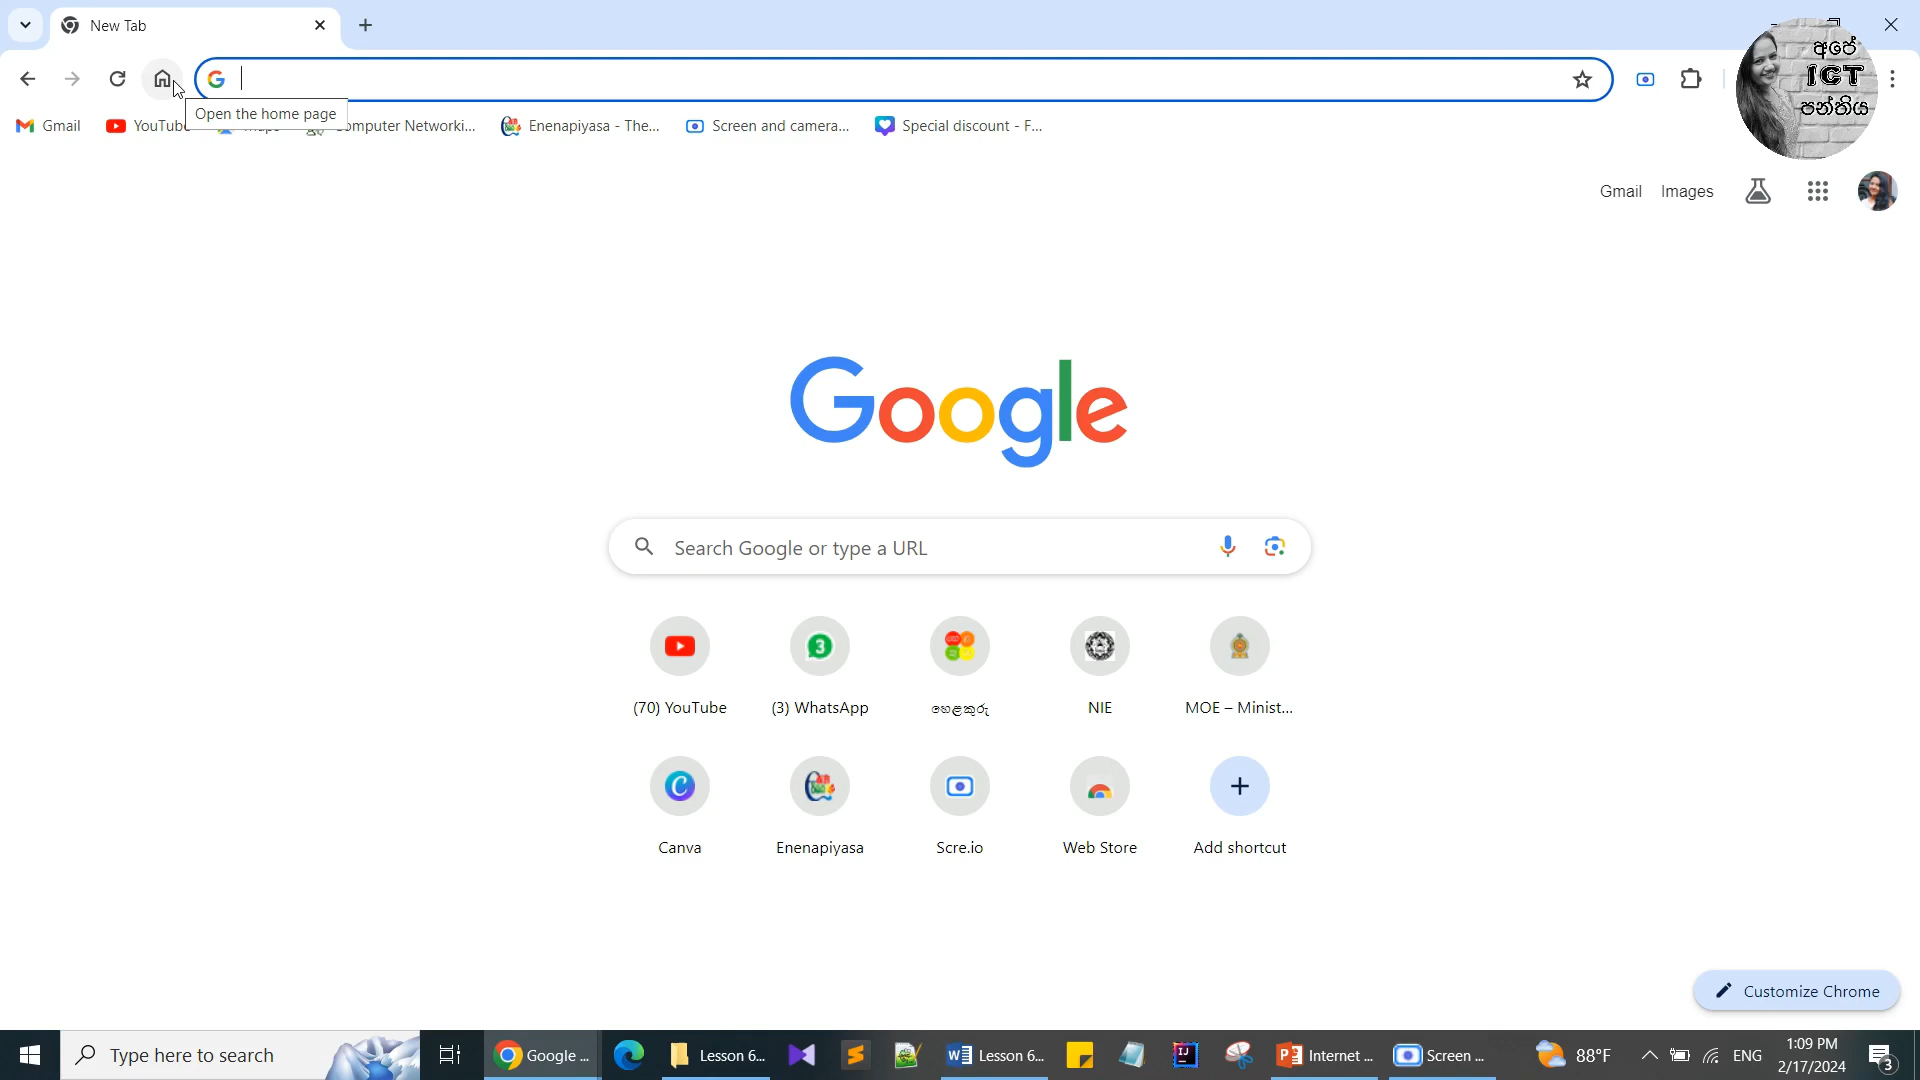 New Tab
අපේ
ICT
පන්තිය
Open the home page
Gmail
YouTube
Computer Networki...
Enenapiyasa - The...
Screen and camera...
Special discount - F...
Gmail Images
Google
Search Google or type a URL
(70) YouTube
3
(3) WhatsApp
හෙළකුරු
NIE
MOE – Minist...
Canva
Enenapiyasa
Scre.io
Web Store
Add shortcut
Customize Chrome
Type here to search
Google ...
Lesson 6...
Lesson 6...
Internet ...
Screen ...
88°F
ENG
1:09 PM
2/17/2024
3